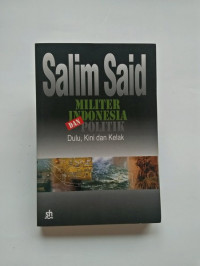 Salim Said
MILITER
INDONESIA
DAN POLITIK
Dulu, Kini dan Kelak